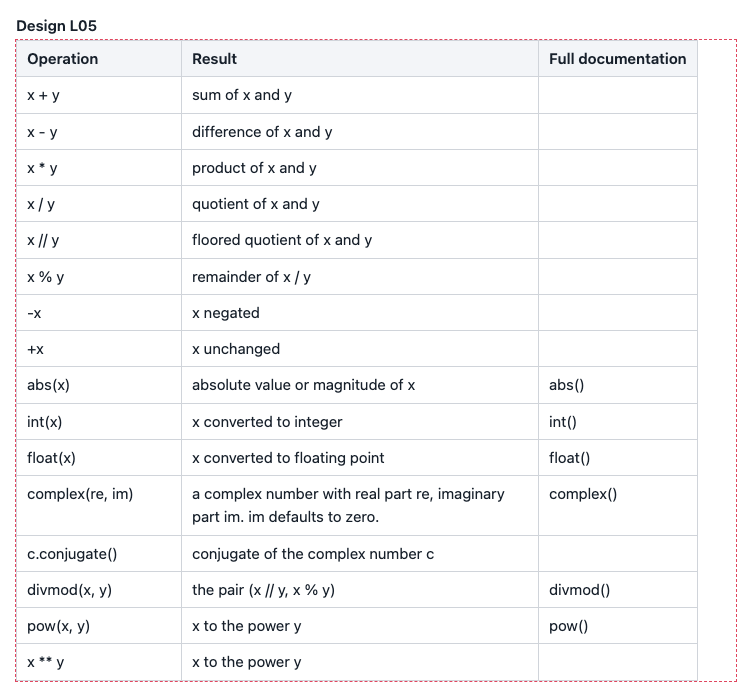 Design L05
Operation Result Full documentation
x + y sum of x and y
x - y difference of x and y
x * y product of x and y
x / y quotient of x and y
x // y floored quotient of x and y
x % y remainder of x / y
-x x negated
+x x unchanged
abs(x) absolute value or magnitude of x abs()
int(x) x converted to integer int()
float(x) x converted to floating point float()
complex(re, im) a complex number with real part re, imaginary complex()
part im. im defaults to zero.
c.conjugate() conjugate of the complex number c
divmod(x, y) the pair (x // y, x % y) divmod()
pow(x, y) x to the power y pow()
x ** y x to the power y